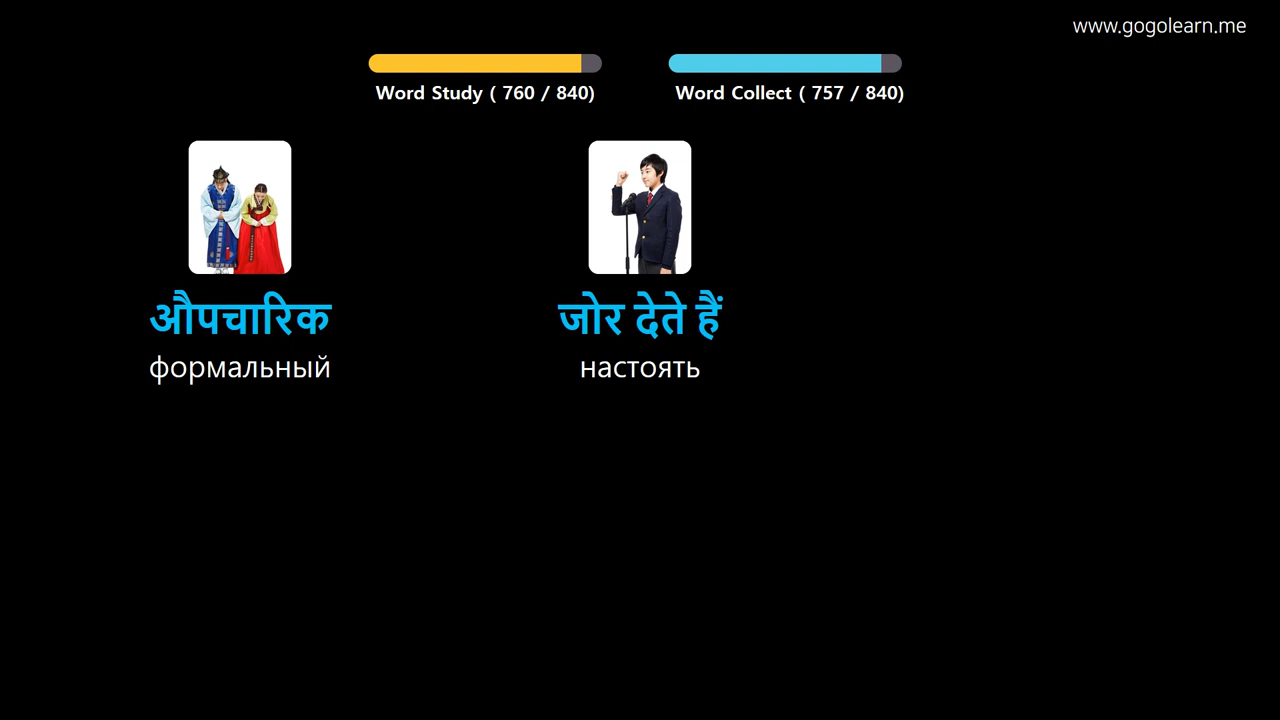 www.gogolearn.me
Word Study ( 760 / 840)
Word Collect ( 757 / 840)
औपचारिक
формальный
जोर देते हैं
настоять